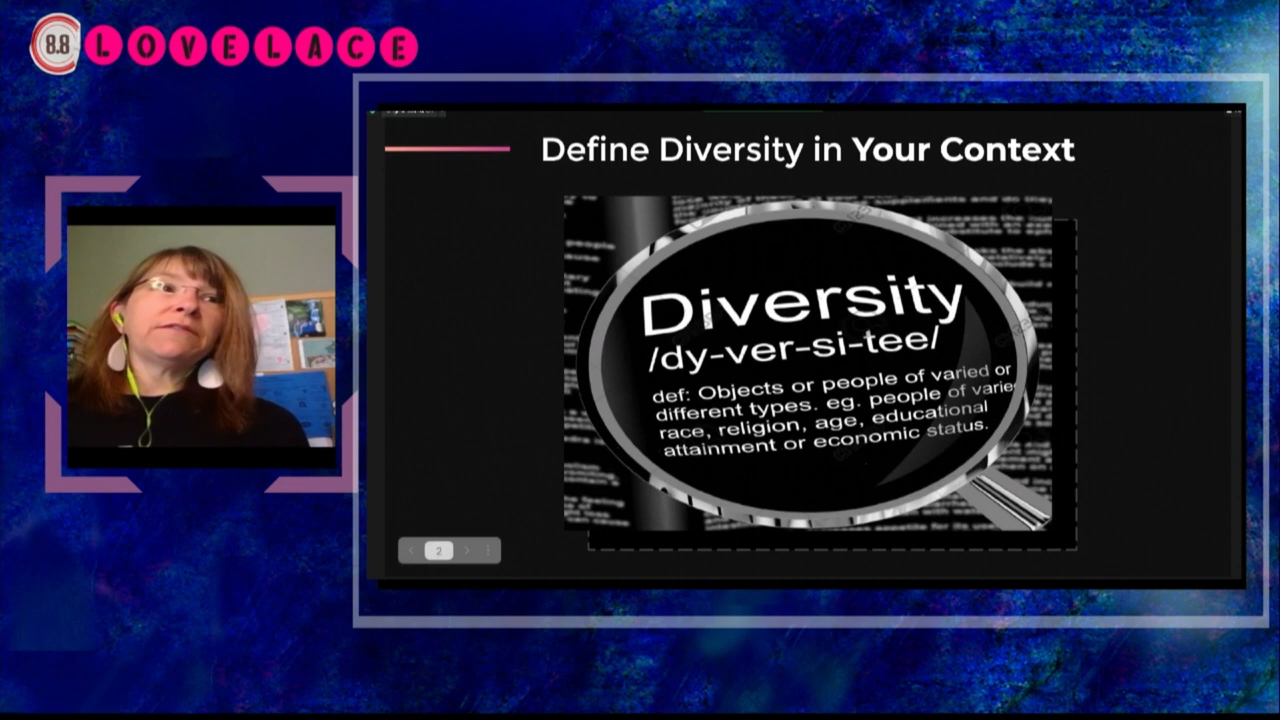 8.8 LOVELACE
Define Diversity in Your Context
Diversity
/dy-ver-si-tee/
def: Objects or people of varied or
different types. eg. people of varie
race, religion, age, educational
attainment or economic status.
2